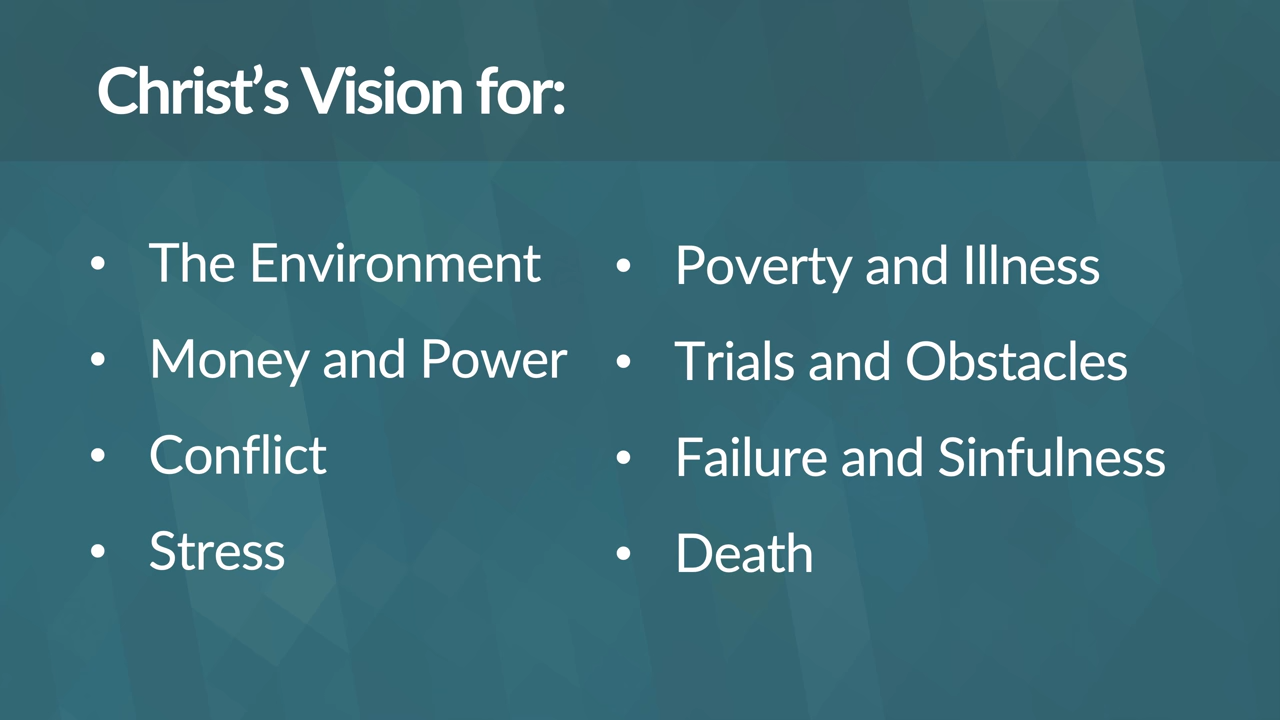 Christ’s Vision for:
• The Environment
• Money and Power
• Conflict
• Stress
• Poverty and Illness
• Trials and Obstacles
• Failure and Sinfulness
• Death